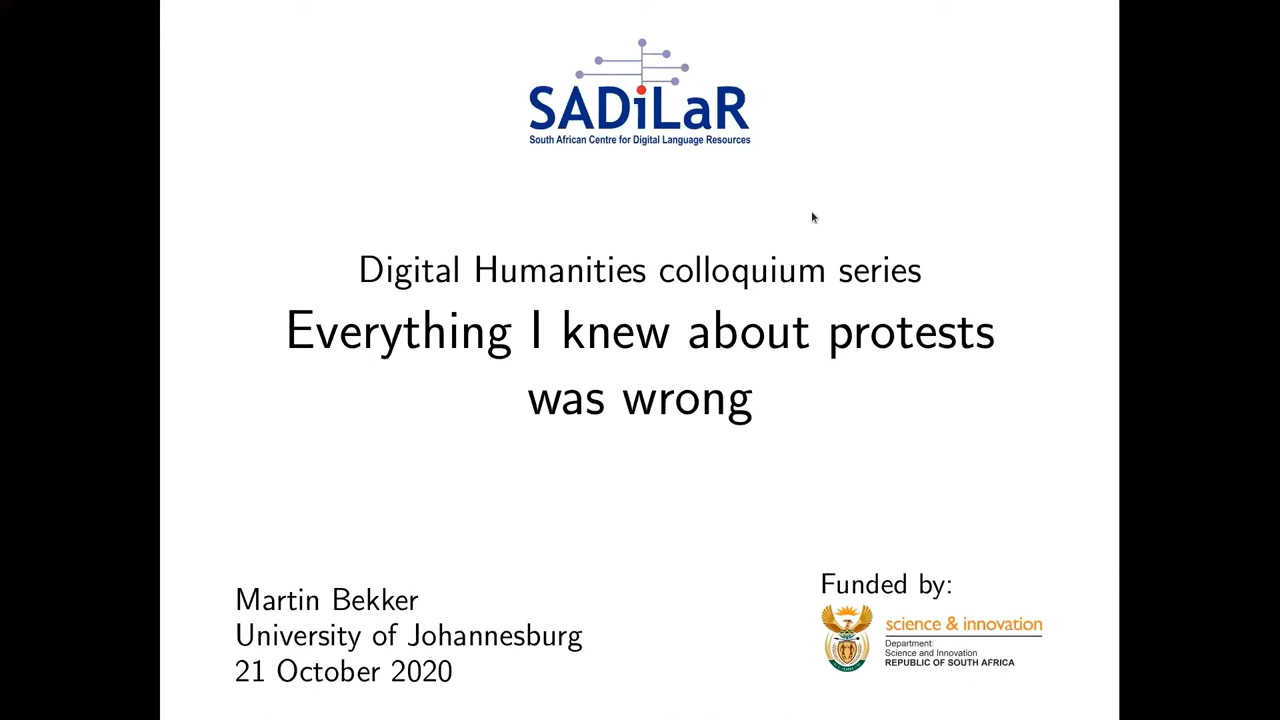 SADiLaR
South African Centre for Digital Language Resources
Digital Humanities colloquium series
Everything I knew about protests
was wrong
Martin Bekker
University of Johannesburg
21 October 2020
Funded by:
science & innovation
Department:
Science and Innovation
REPUBLIC OF SOUTH AFRICA